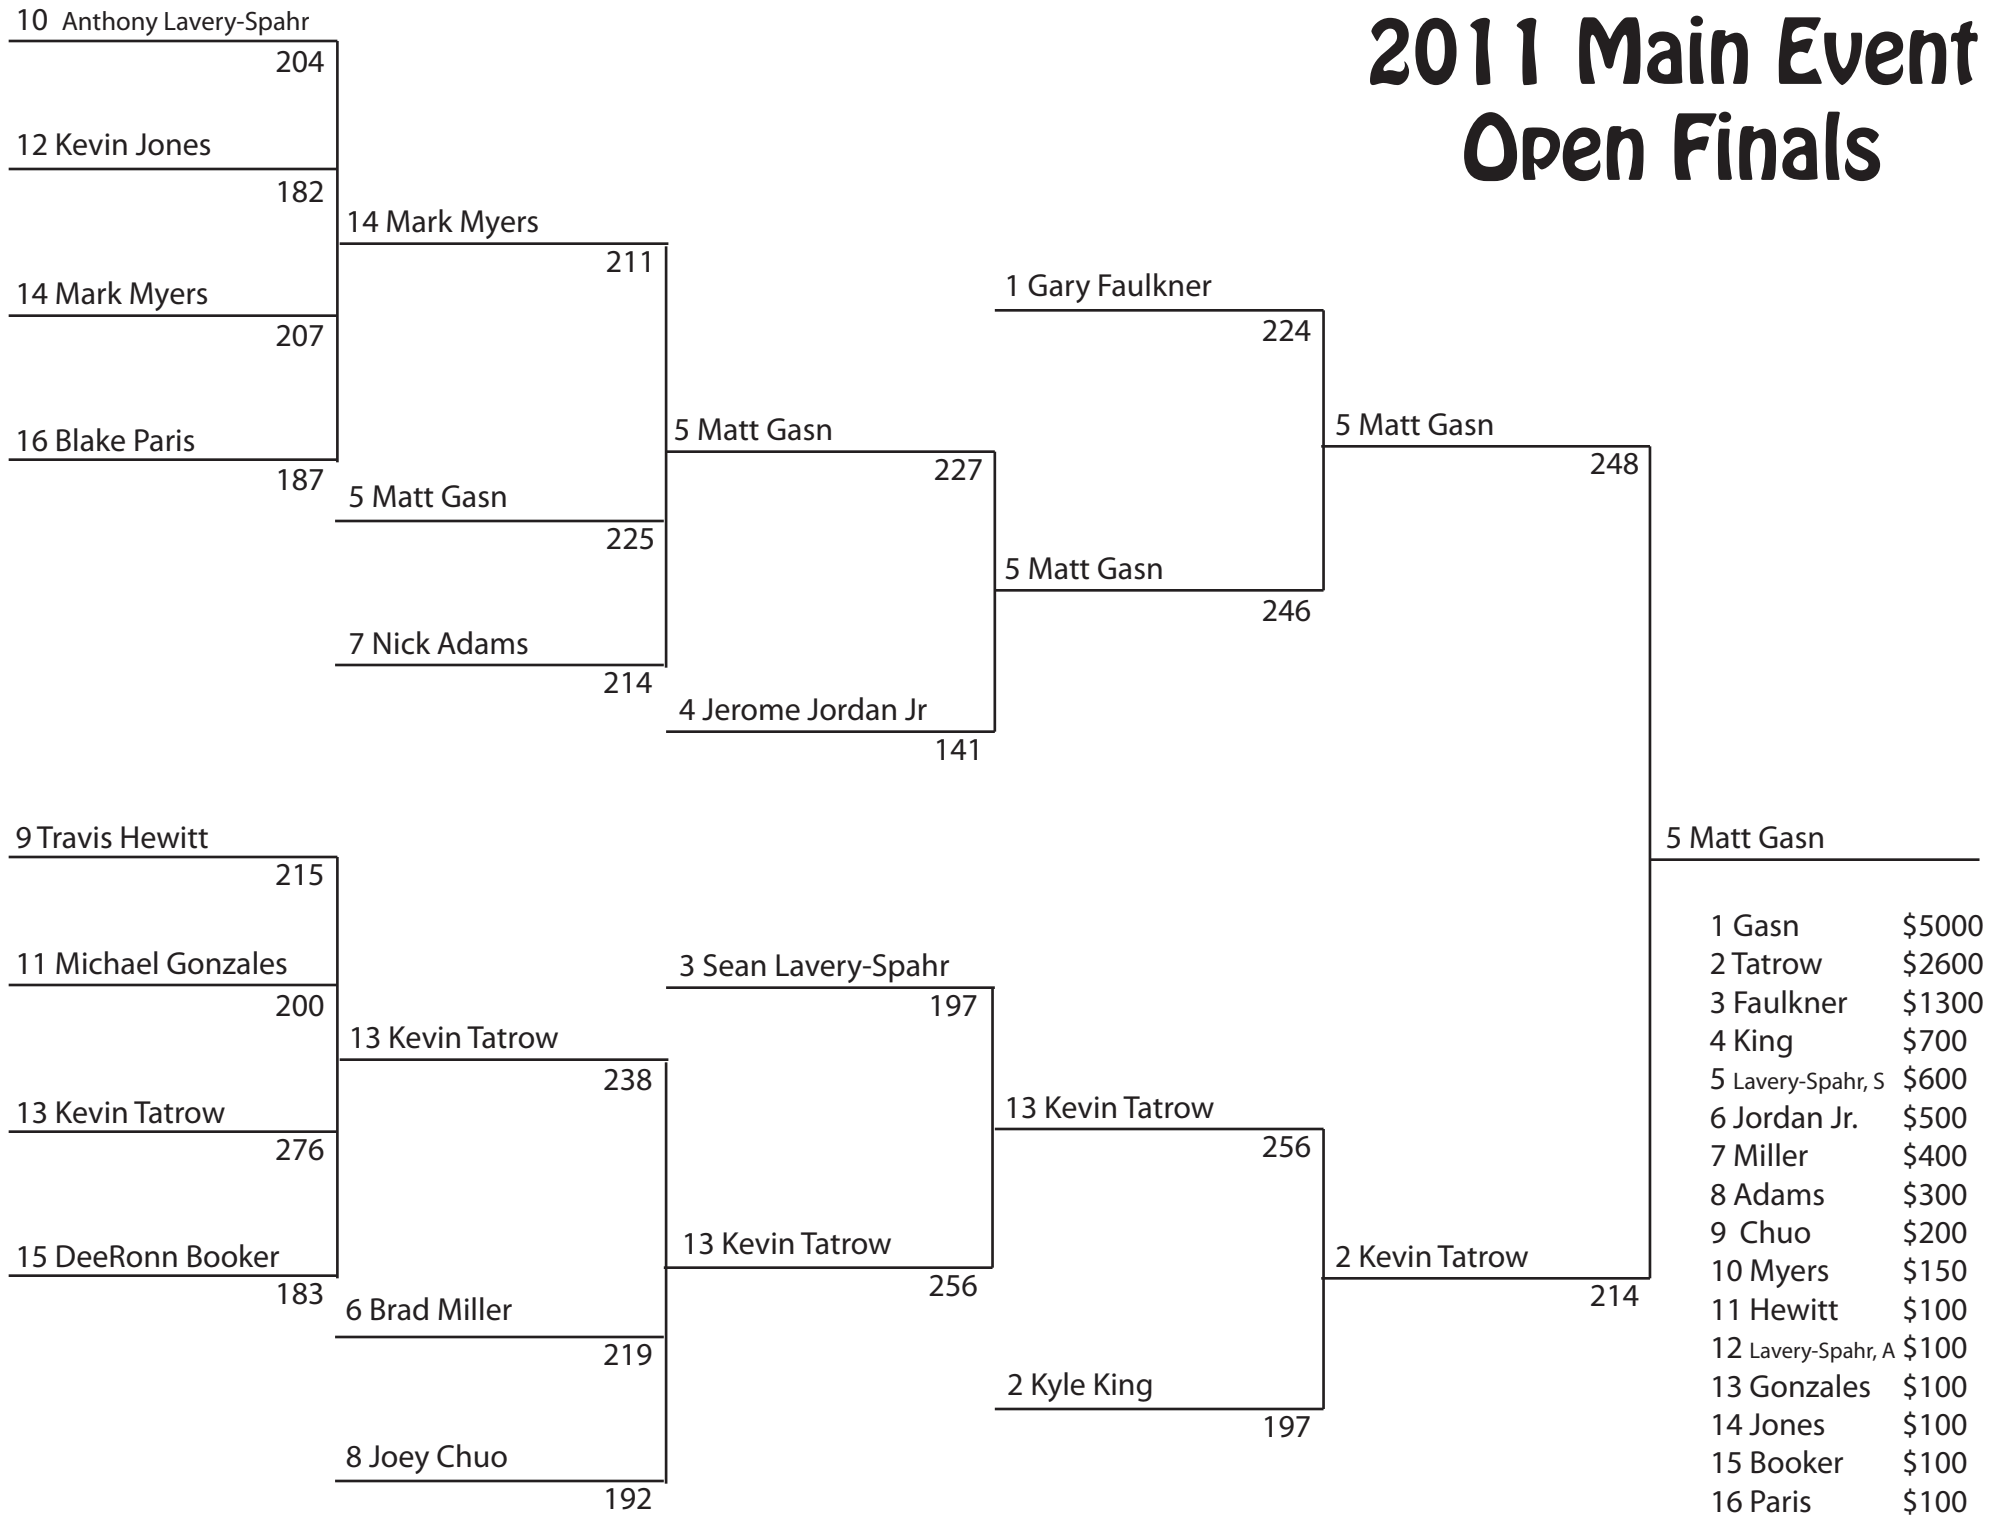 2011 Main Event
Open Finals
10 Anthony Lavery-Spahr
204
12 Kevin Jones
182
14 Mark Myers
207
16 Blake Paris
187
14 Mark Myers
211
5 Matt Gasn
225
7 Nick Adams
214
5 Matt Gasn
227
4 Jerome Jordan Jr
141
1 Gary Faulkner
224
5 Matt Gasn
246
5 Matt Gasn
248
9 Travis Hewitt
215
11 Michael Gonzales
200
13 Kevin Tatrow
276
15 DeeRonn Booker
183
13 Kevin Tatrow
238
6 Brad Miller
219
8 Joey Chuo
192
3 Sean Lavery-Spahr
197
13 Kevin Tatrow
256
13 Kevin Tatrow
256
2 Kyle King
197
2 Kevin Tatrow
214
5 Matt Gasn
1 Gasn $5000
2 Tatrow $2600
3 Faulkner $1300
4 King $700
5 Lavery-Spahr, S $600
6 Jordan Jr. $500
7 Miller $400
8 Adams $300
9 Chuo $200
10 Myers $150
11 Hewitt $100
12 Lavery-Spahr, A $100
13 Gonzales $100
14 Jones $100
15 Booker $100
16 Paris $100